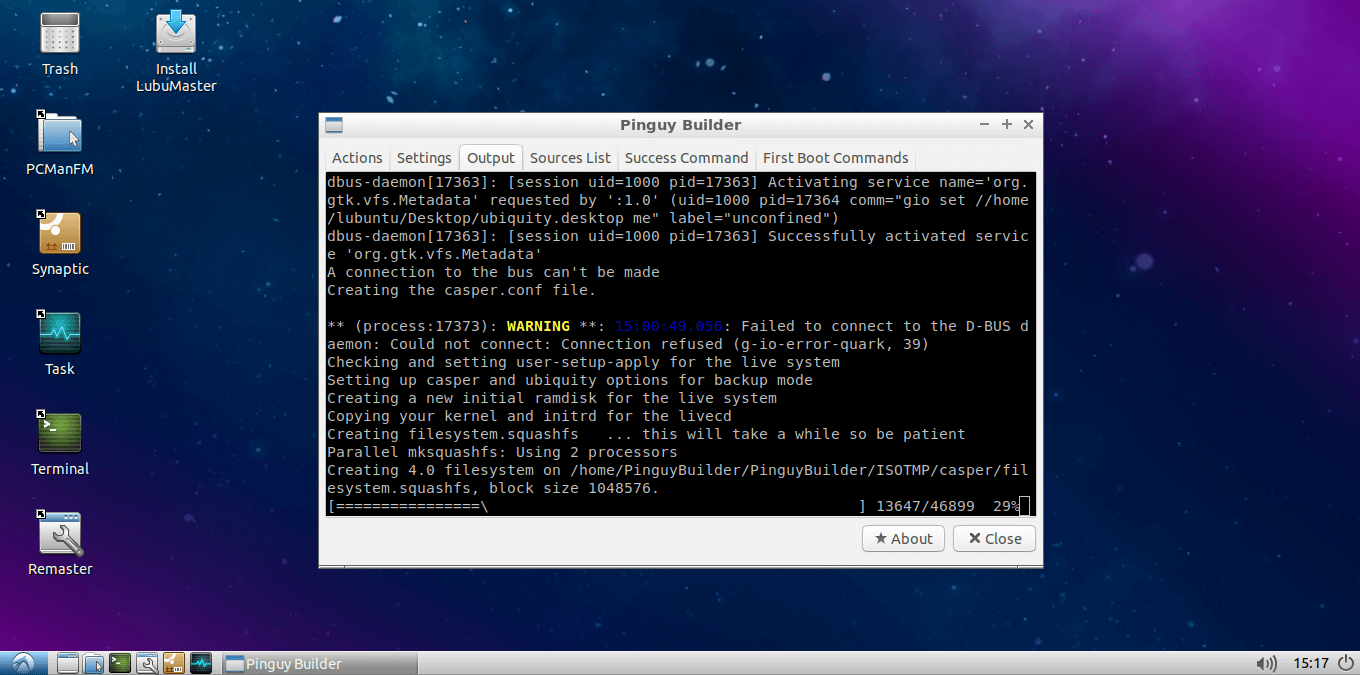 Trash
Install
LubuMaster
PCManFM
Synaptic
Task
Terminal
Remaster
Pinguy Builder
Actions Settings Output Sources List Success Command First Boot Commands
dbus-daemon[17363]: [session uid=1000 pid=17363] Activating service name='org.
gtk.vfs.Metadata' requested by ':1.0' (uid=1000 pid=17364 comm="gio set //home
/lubuntu/Desktop/ubiquity.desktop me" label="unconfined")
dbus-daemon[17363]: [session uid=1000 pid=17363] Successfully activated servic
e 'org.gtk.vfs.Metadata'
A connection to the bus can't be made
Creating the casper.conf file.
** (process:17373): WARNING **: 15:00:49.056: Failed to connect to the D-BUS d
aemon: Could not connect: Connection refused (g-io-error-quark, 39)
Checking and setting user-setup-apply for the live system
Setting up casper and ubiquity options for backup mode
Creating a new initial ramdisk for the live system
Copying your kernel and initrd for the livecd
Creating filesystem.squashfs   ... this will take a while so be patient
Parallel mksquashfs: Using 2 processors
Creating 4.0 filesystem on /home/PinguyBuilder/PinguyBuilder/ISOTMP/casper/fil
esystem.squashfs, block size 1048576.
[================\                                         ] 13647/46899  29%
About Close
Pinguy Builder
15:17